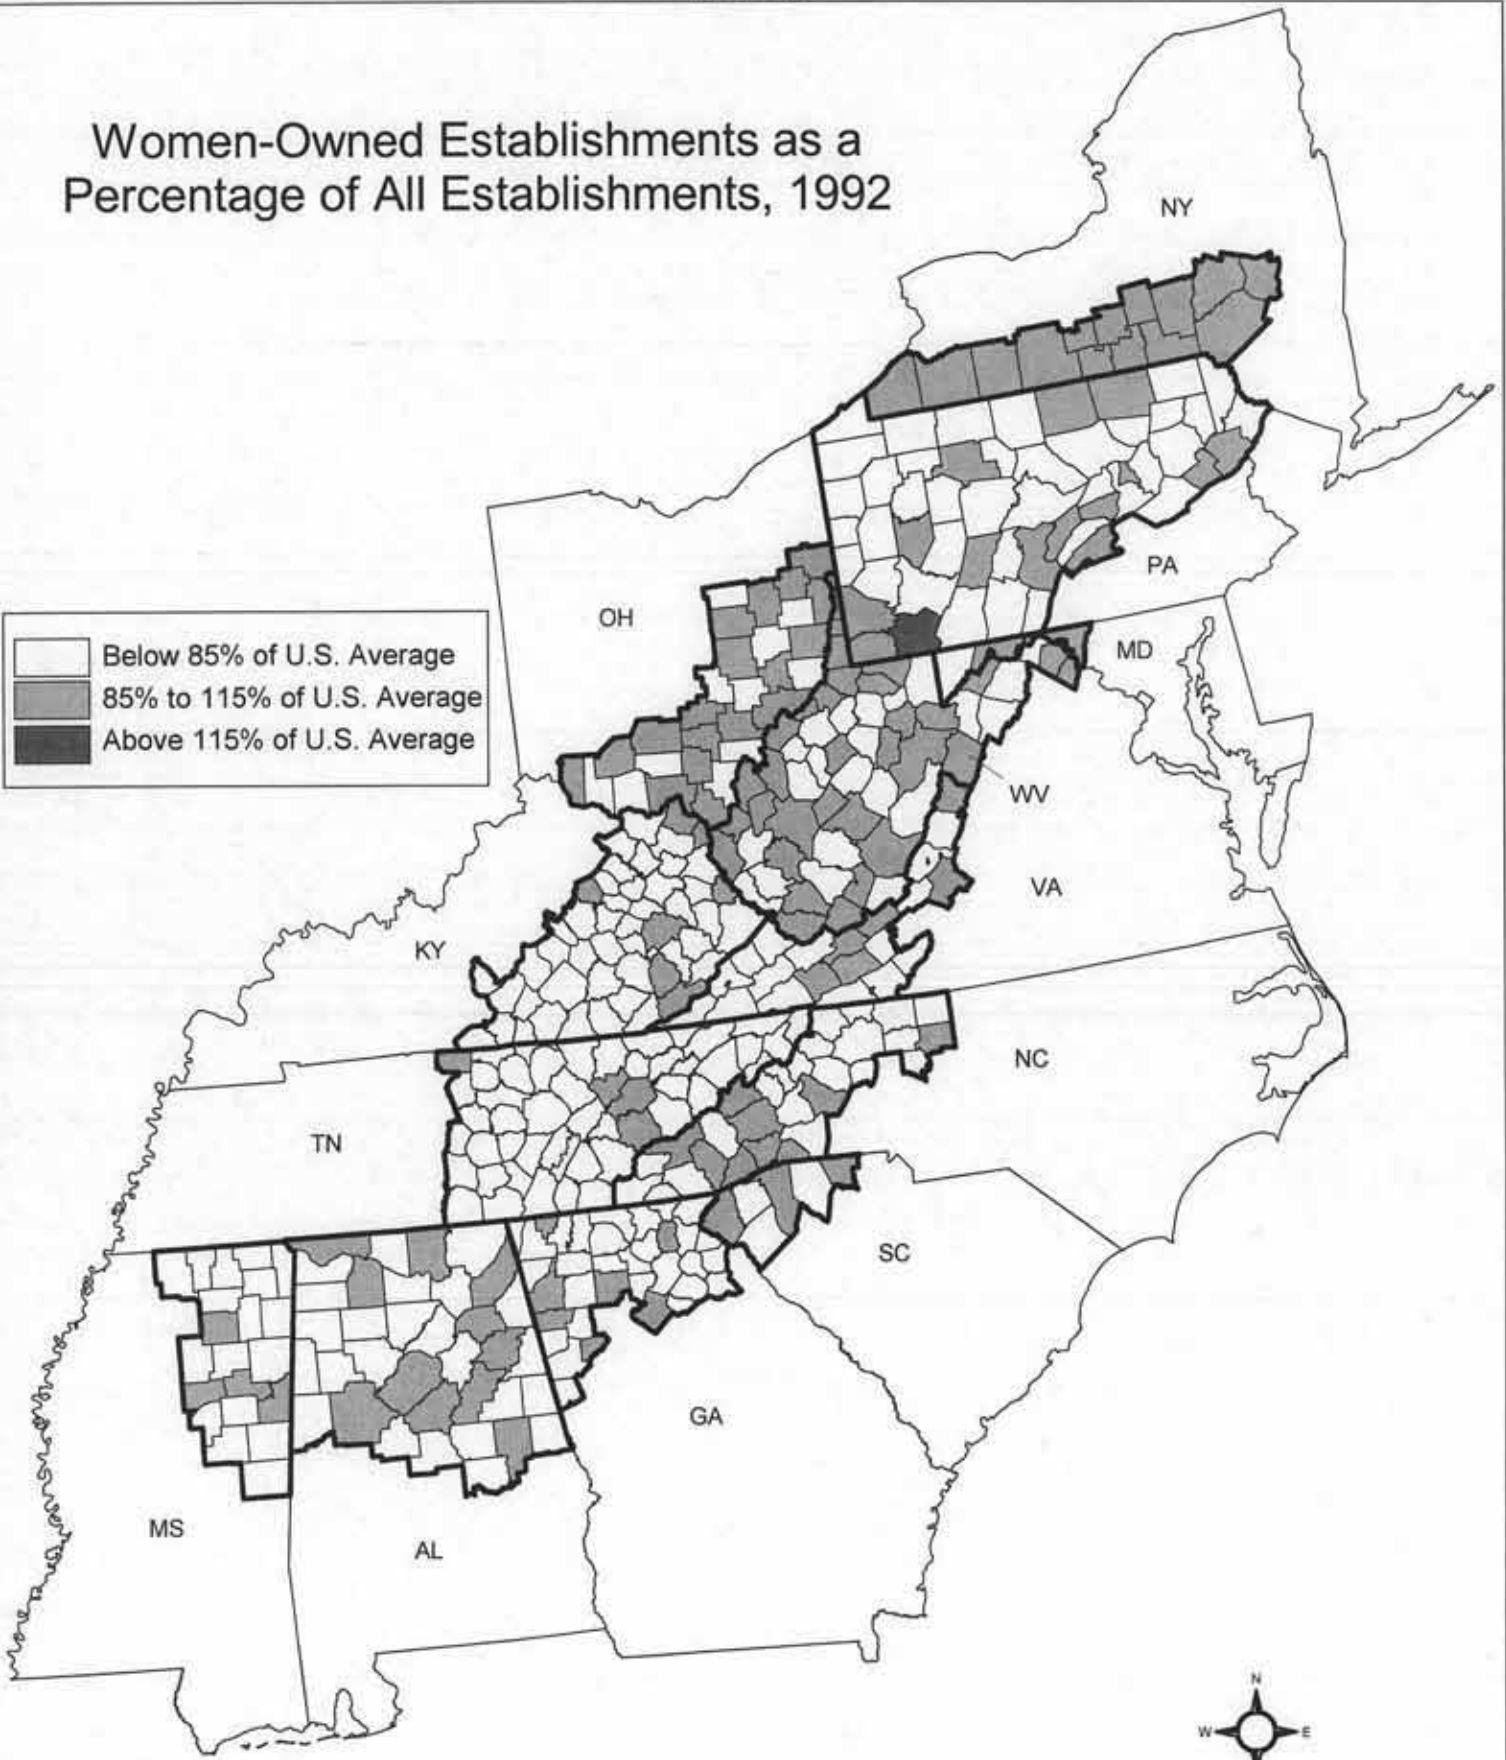 Women-Owned Establishments as a
Percentage of All Establishments, 1992
NY
PA
OH
MD
Below 85% of U.S. Average
85% to 115% of U.S. Average
Above 115% of U.S. Average
WV
VA
KY
NC
TN
SC
GA
MS
AL
N
W E